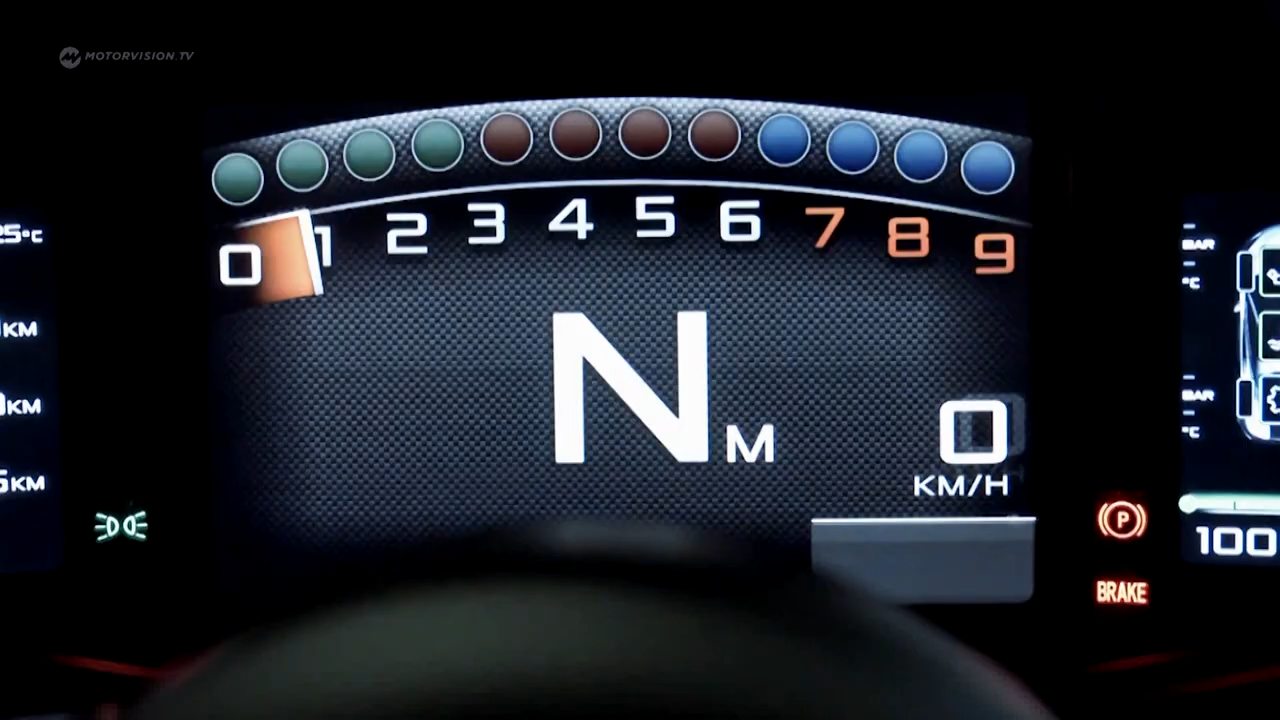 MOTORVISION.TV
0 1 2 3 4 5 6 7 8 9
25°C
KM
KM
KM
N M
0
KM/H
BAR
°C
BAR
°C
P
BRAKE
100